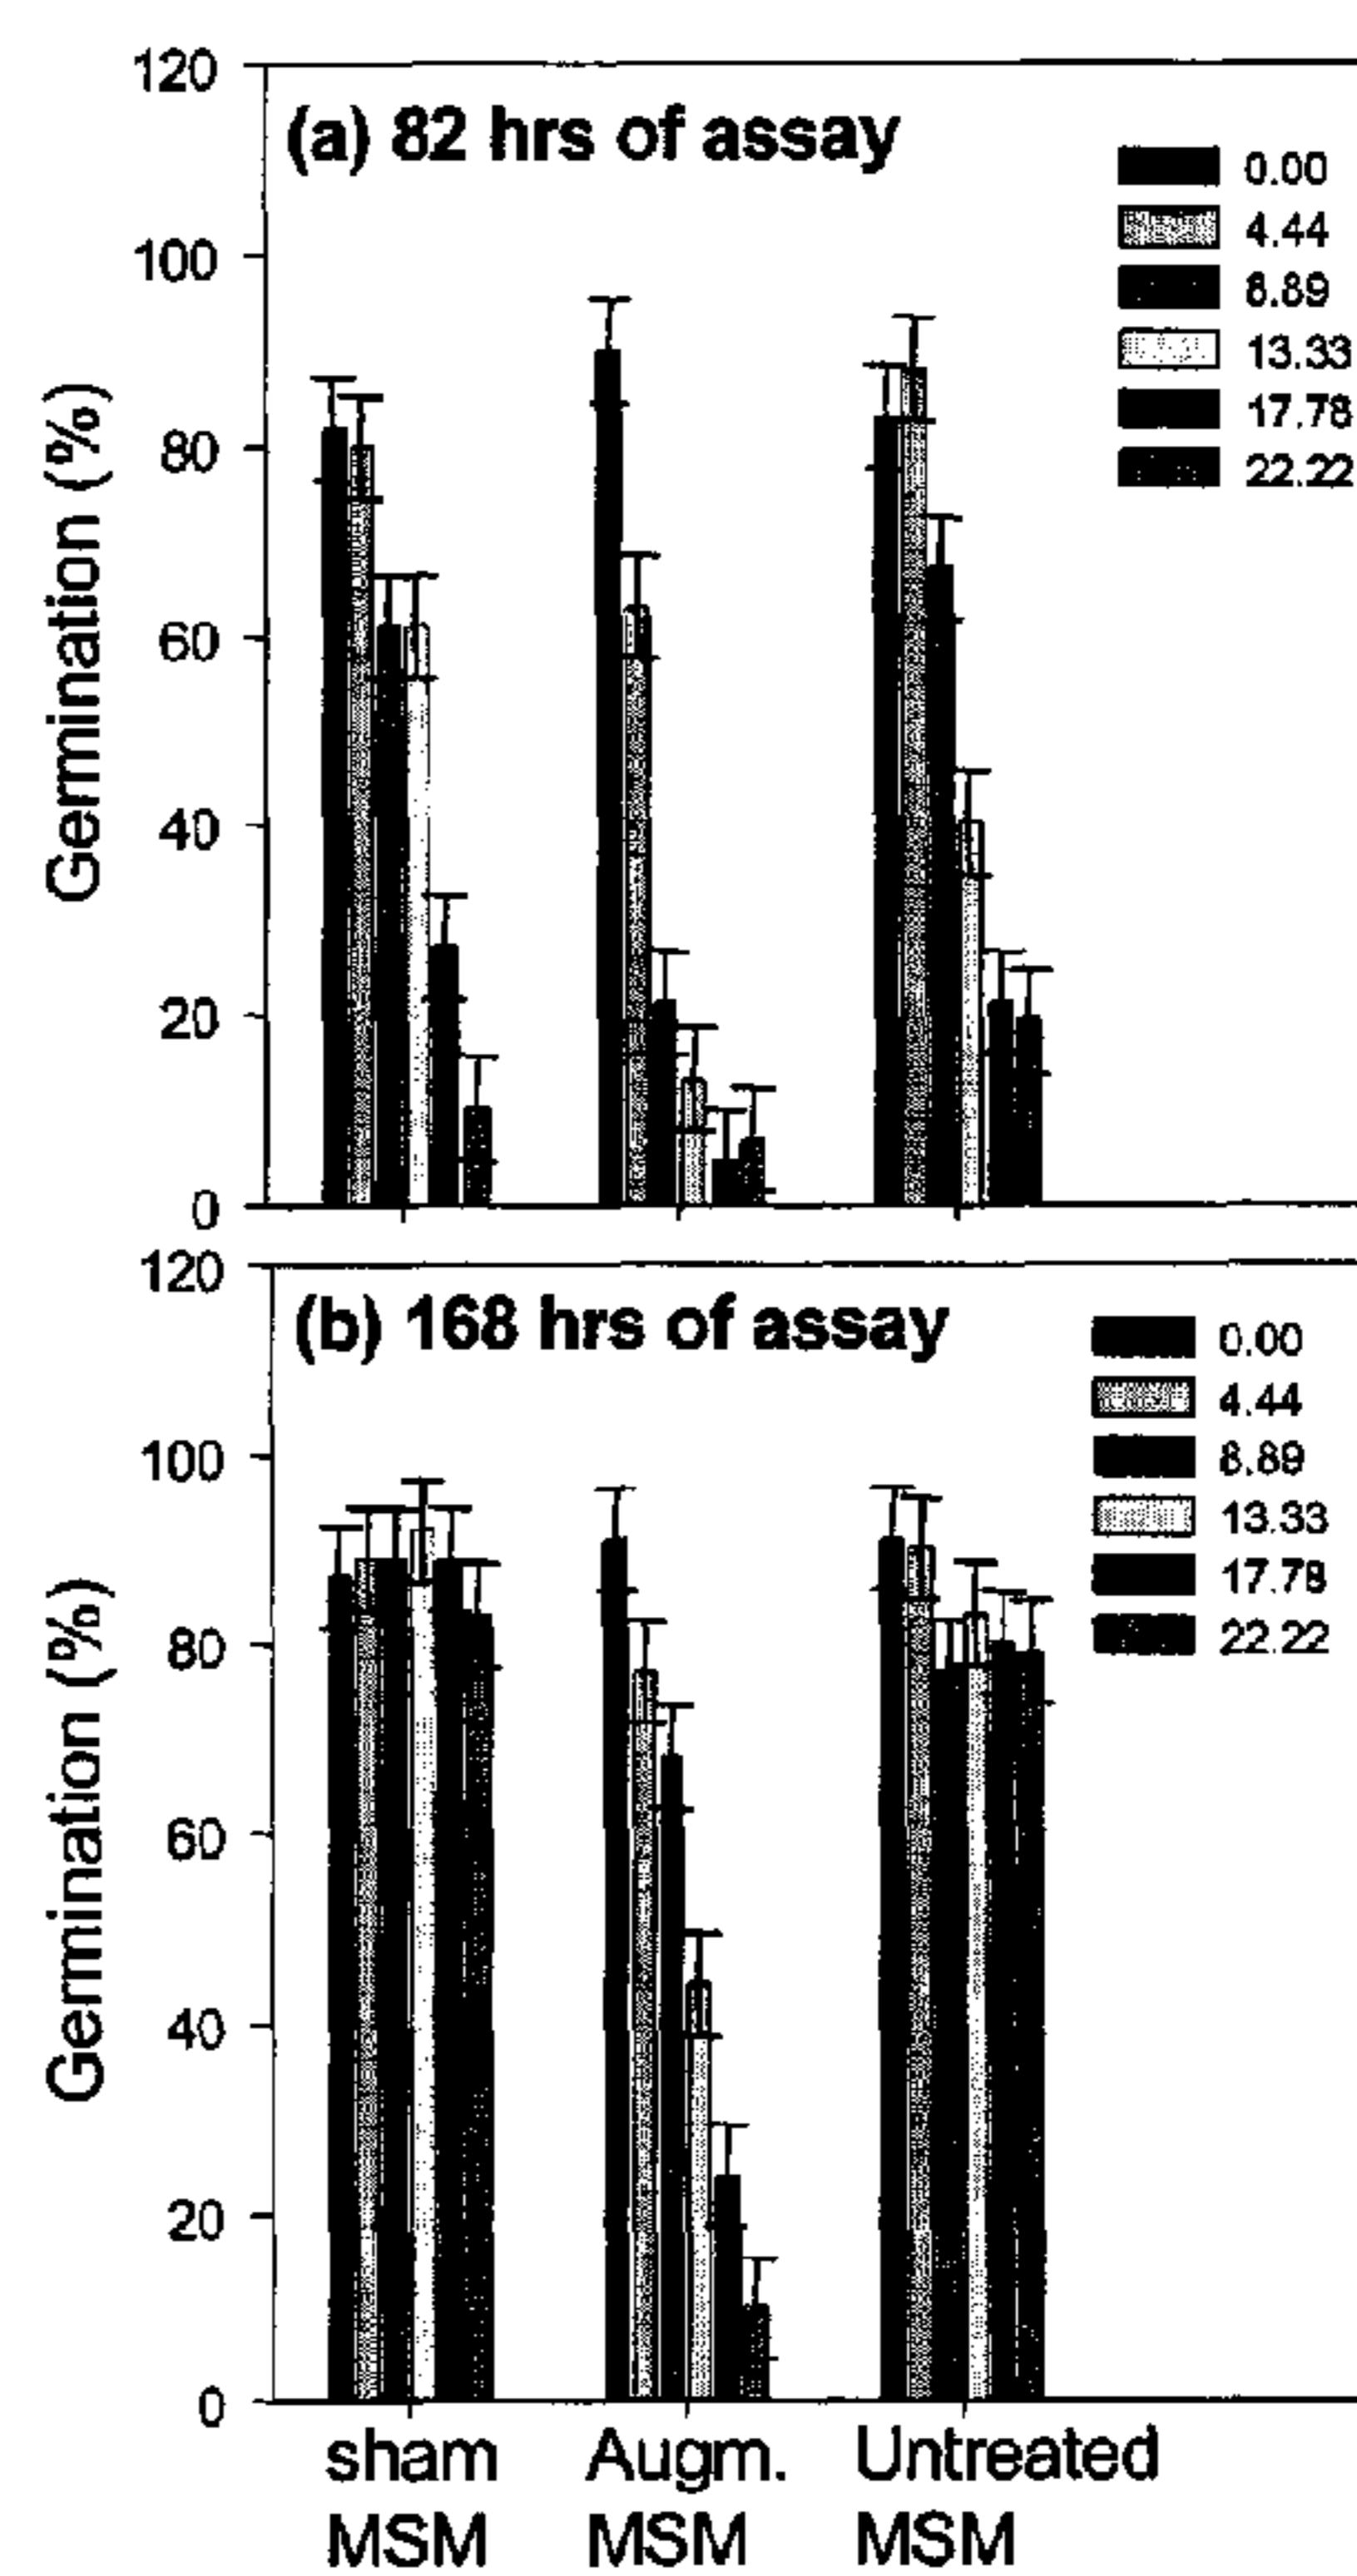 120
(a) 82 hrs of assay
100
80
60
40
20
0
Germination (%)
0.00
4.44
8.89
13.33
17.78
22.22
120
(b) 168 hrs of assay
100
80
60
40
20
0
Germination (%)
0.00
4.44
8.89
13.33
17.78
22.22
sham
MSM
Augm.
MSM
Untreated
MSM